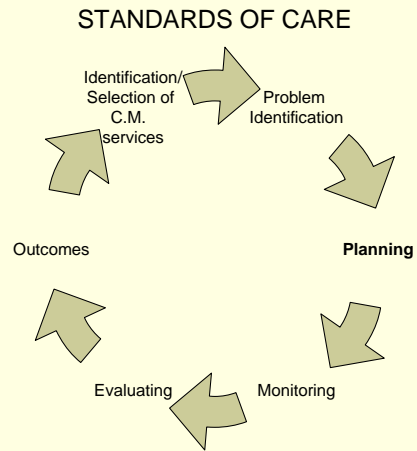 STANDARDS OF CARE
Identification/
Selection of
C.M.
services
Problem
Identification
Planning
Monitoring
Evaluating
Outcomes